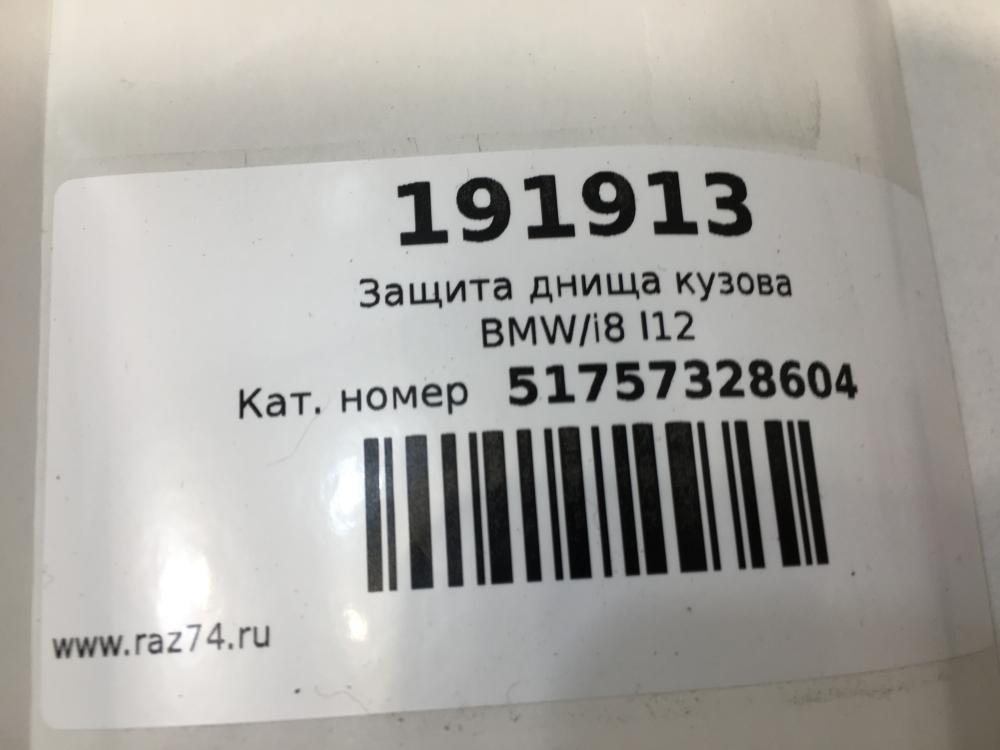 191913
Защита днища кузова
BMW/i8 I12
Кат. номер 51757328604
www.raz74.ru